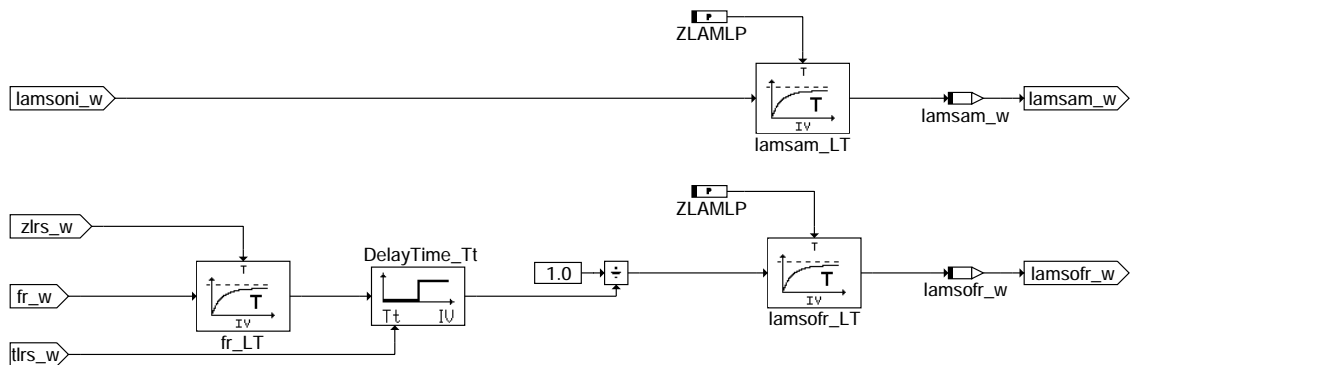 P
ZLAMLP
T
lamsoni_w
T
IV
lamsam_LT
lamsam_w
lamsam_w
P
ZLAMLP
zlrs_w
T
DelayTime_Tt
T
fr_w
T
IV
fr_LT
Tt IV
1.0
÷
T
IV
lamsofr_LT
lamsofr_w
lamsofr_w
tlrs_w